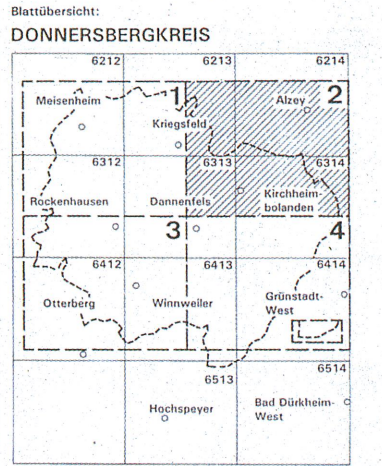 Blattübersicht:
DONNERSBERGKREIS
6212 6213 6214
Meisenheim 1 Alzey 2
Kriegsfeld
6312 6313 6314
Rockenhausen Dannenfels Kirchheim-
bolanden
3 4
6412 6413 6414
Otterberg Winnweiler Grünstadt-
West
6513 6514
Hochspeyer Bad Dürkheim-
West